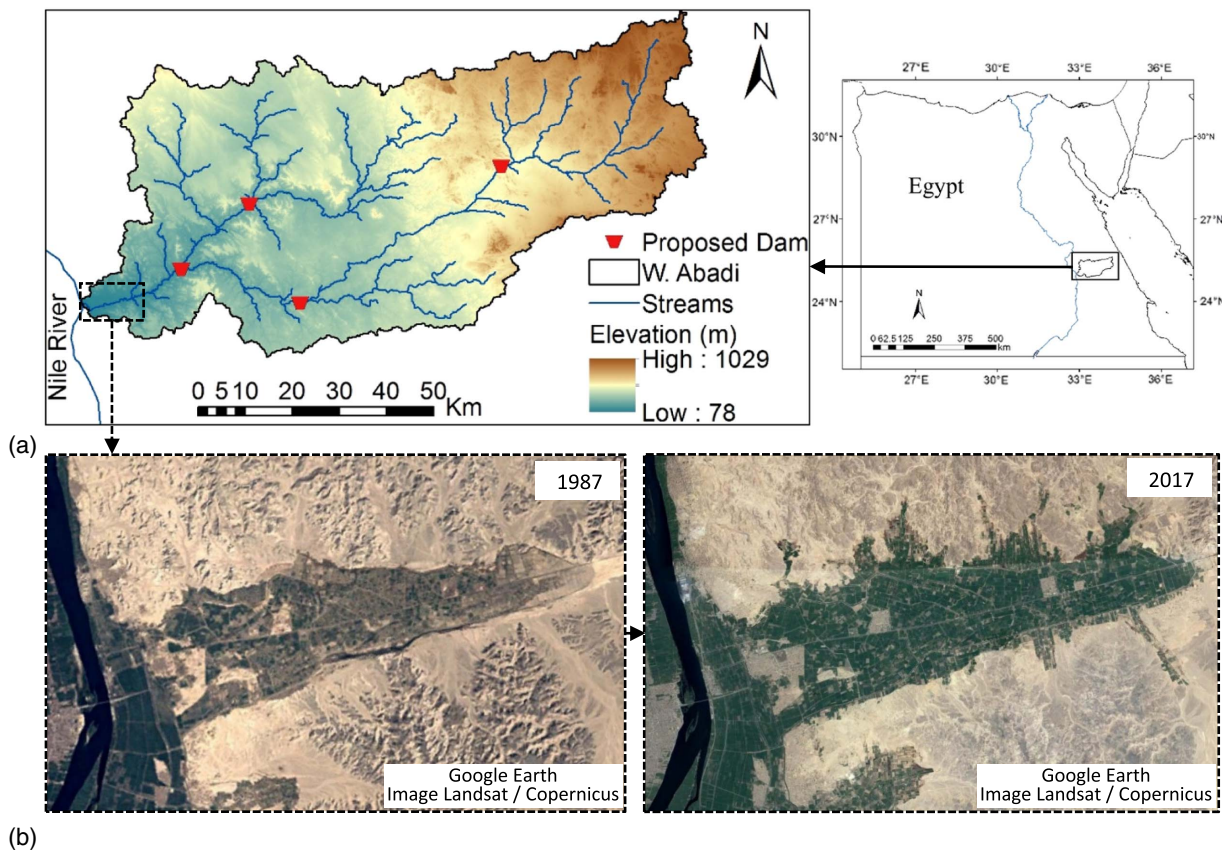 N
Proposed Dam
W. Abadi
Streams
Elevation (m)
High : 1029
Low : 78
Nile River
0 5 10 20 30 40 50
Km
(a)
27°E 30°E 33°E 36°E
30°N 30°N
Egypt
27°N 27°N
24°N 24°N
N
0 62.5 125 250 375 500
km
27°E 30°E 33°E 36°E
1987
Google Earth
Image Landsat / Copernicus
2017
Google Earth
Image Landsat / Copernicus
(b)